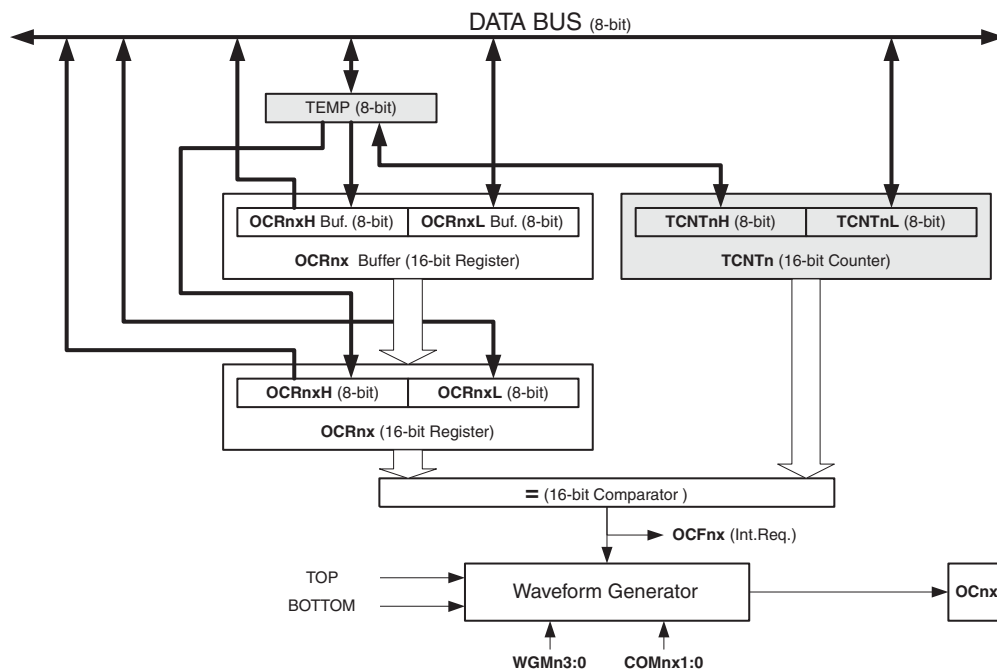 DATA BUS (8-bit)
TEMP (8-bit)
OCRnxH Buf. (8-bit) OCRnxL Buf. (8-bit)
OCRnx Buffer (16-bit Register)
TCNTnH (8-bit) TCNTnL (8-bit)
TCNTn (16-bit Counter)
OCRnxH (8-bit) OCRnxL (8-bit)
OCRnx (16-bit Register)
= (16-bit Comparator )
OCFnx (Int.Req.)
TOP
BOTTOM
Waveform Generator
OCnx
WGMn3:0 COMnx1:0